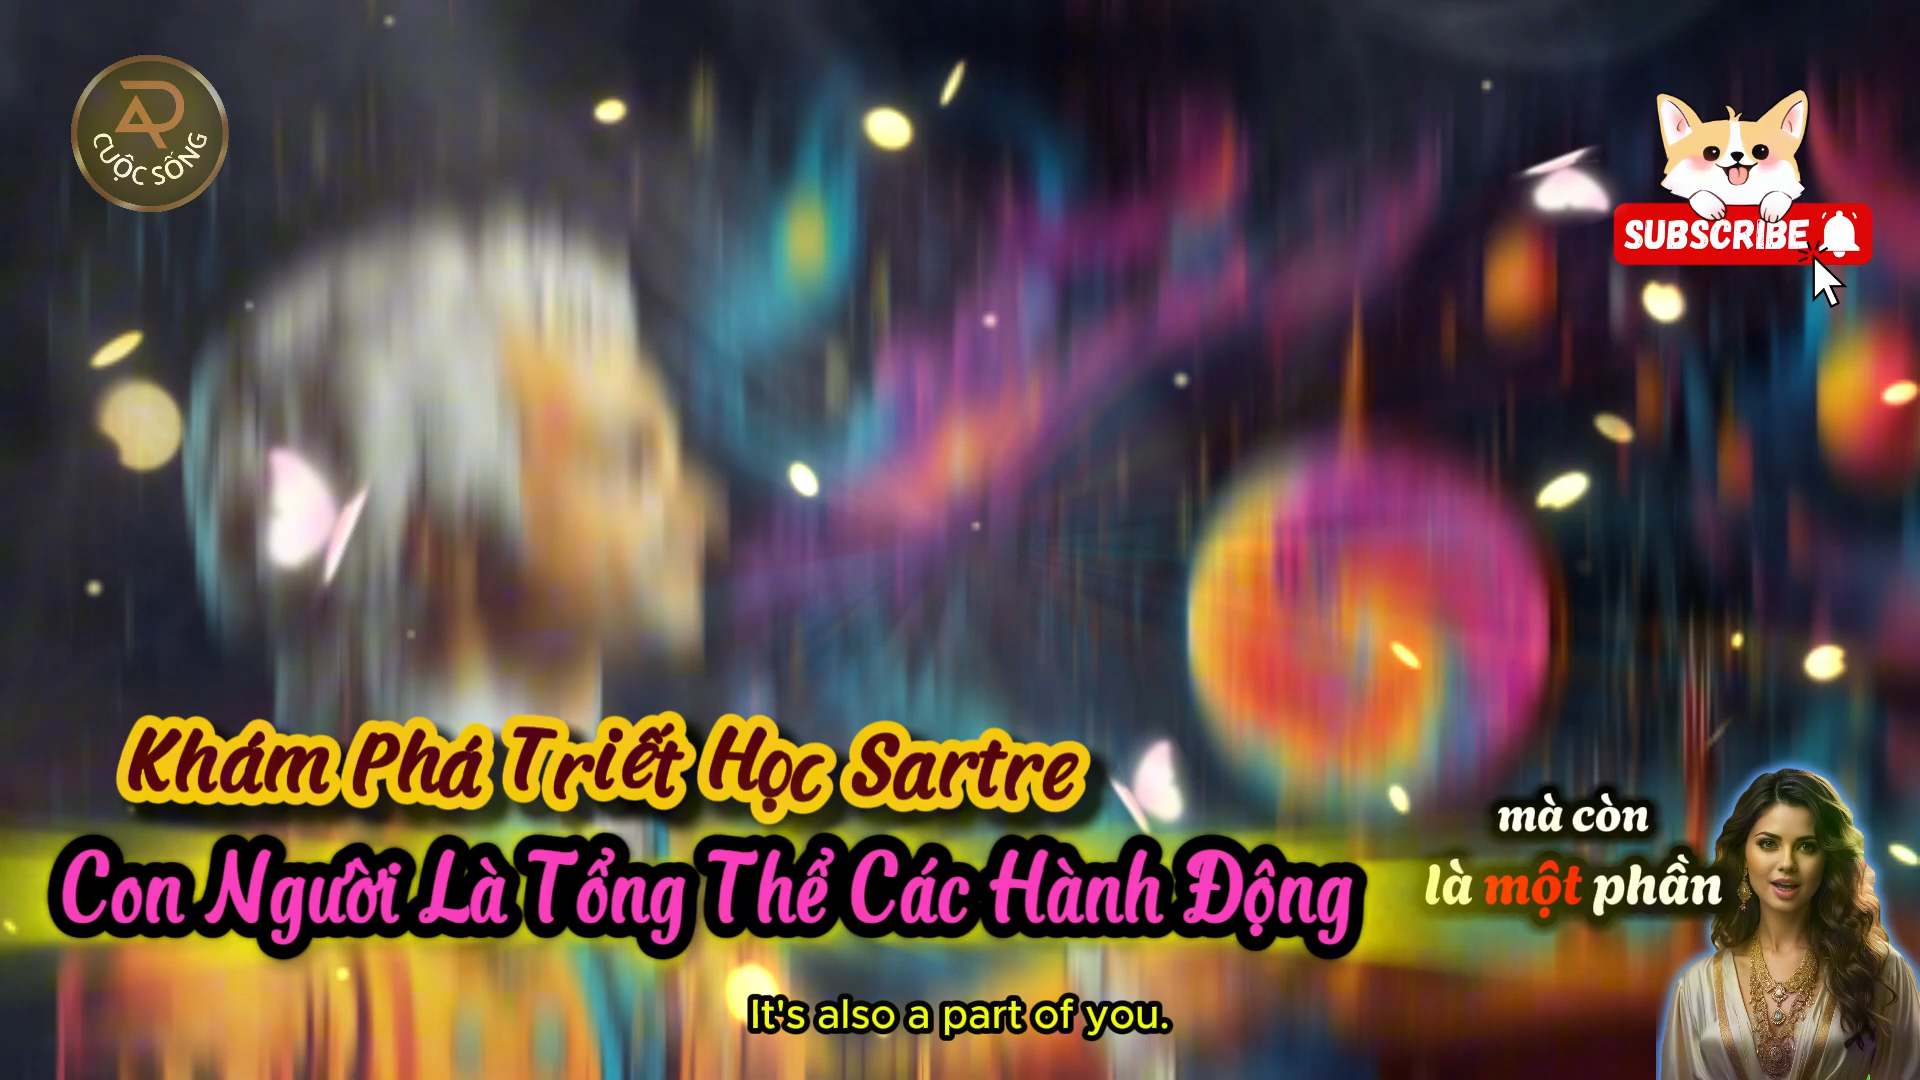 CUỘC SỐNG
SUBSCRIBE
Khám Phá Triết Học Sartre
Con Người Là Tổng Thể Các Hành Động
mà còn
là một phần
It's also a part of you.